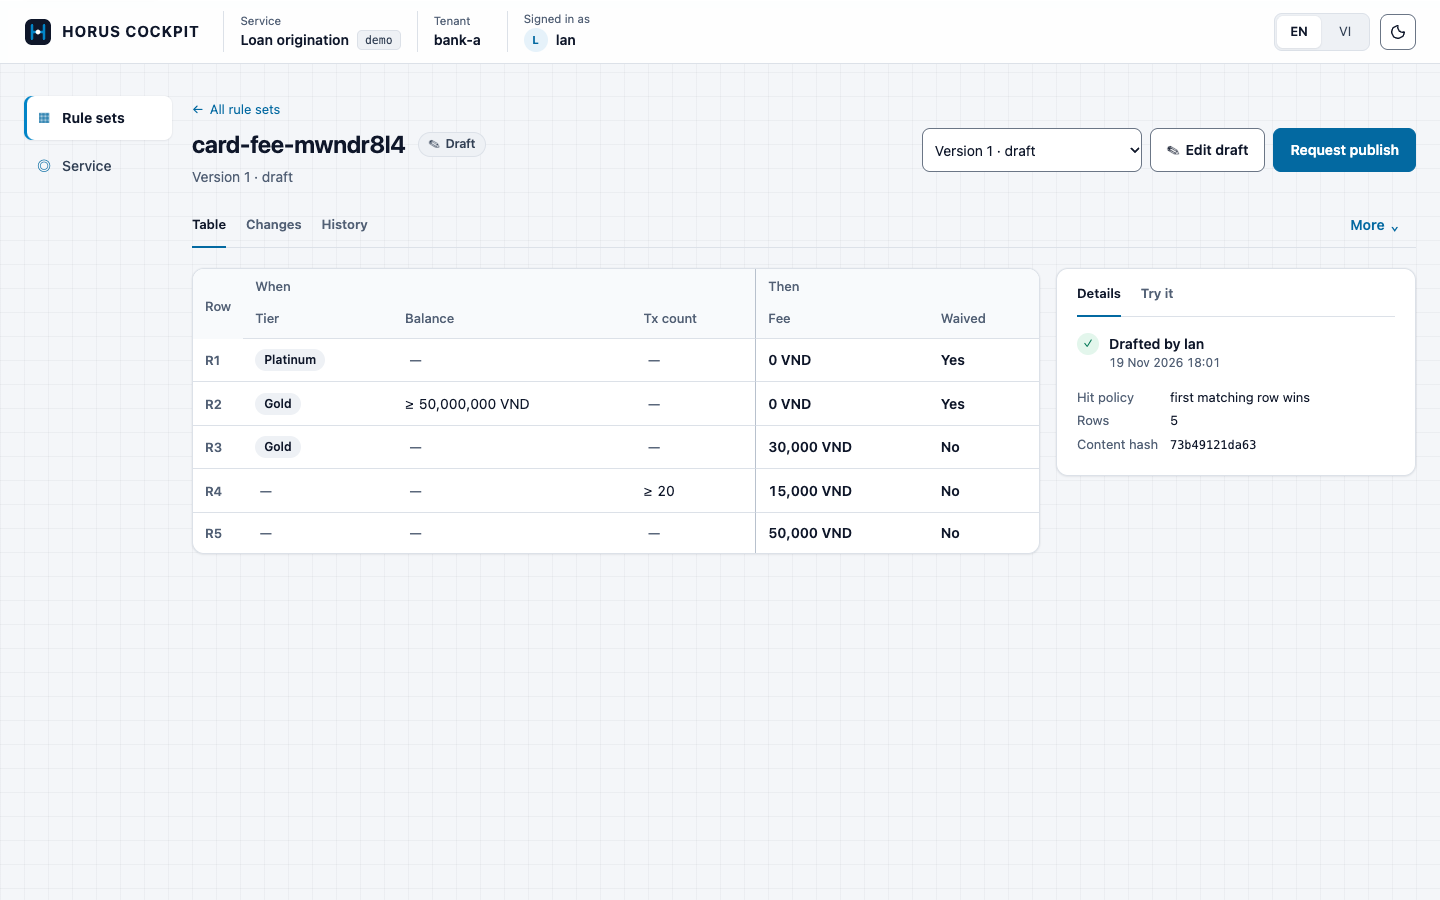 HORUS COCKPIT
Service
Loan origination demo
Tenant
bank-a
Signed in as
L lan
EN VI
Rule sets
Service
← All rule sets
card-fee-mwndr8l4 ✎ Draft
Version 1 · draft
Version 1 · draft
✎ Edit draft
Request publish
Table Changes History
More
Row When Then
Tier Balance Tx count Fee Waived
R1 Platinum — — 0 VND Yes
R2 Gold ≥ 50,000,000 VND — 0 VND Yes
R3 Gold — — 30,000 VND No
R4 — — ≥ 20 15,000 VND No
R5 — — — 50,000 VND No
Details Try it
✓ Drafted by lan
19 Nov 2026 18:01
Hit policy first matching row wins
Rows 5
Content hash 73b49121da63